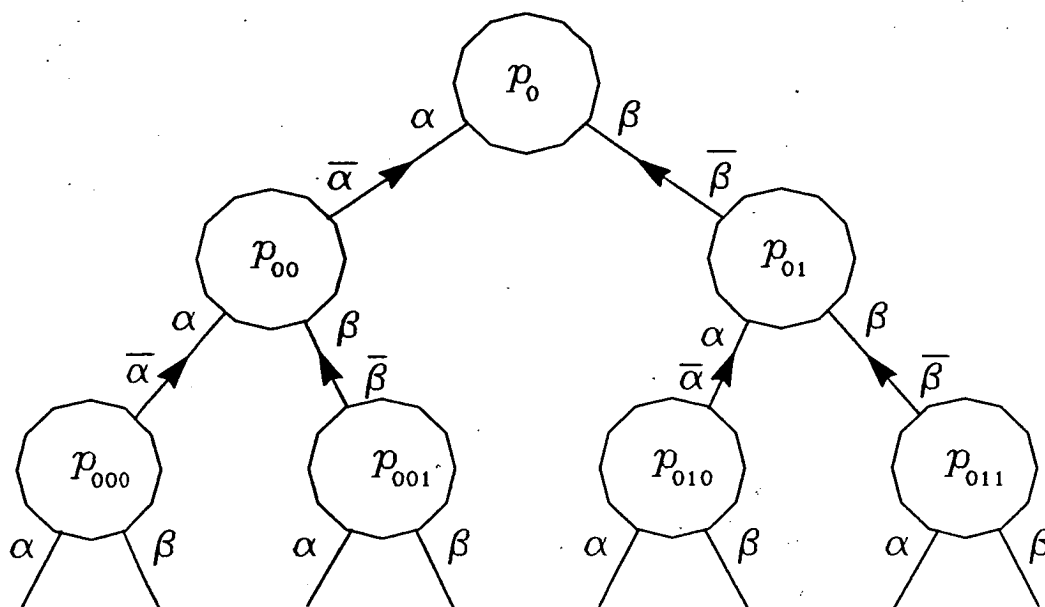 p₀
α β
α̅ β̅
p₀₀ p₀₁
α β α β
α̅ β̅ α̅ β̅
p₀₀₀ p₀₀₁ p₀₁₀ p₀₁₁
α β α β α β α β